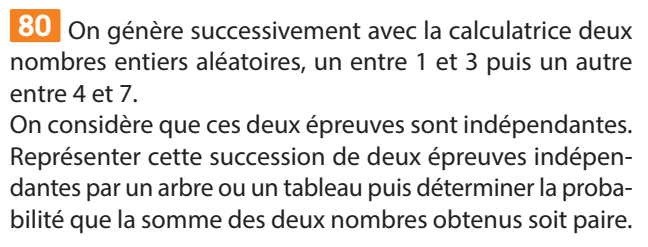 80 On génère successivement avec la calculatrice deux
nombres entiers aléatoires, un entre 1 et 3 puis un autre
entre 4 et 7.
On considère que ces deux épreuves sont indépendantes.
Représenter cette succession de deux épreuves indépen-
dantes par un arbre ou un tableau puis déterminer la proba-
bilité que la somme des deux nombres obtenus soit paire.